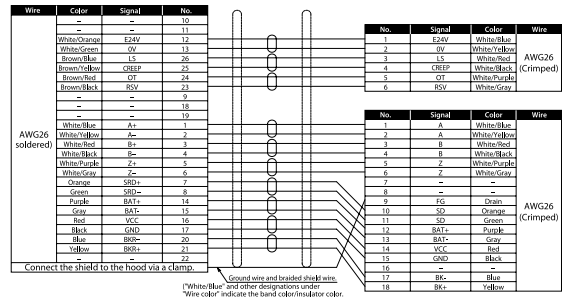 Wire Color Signal No.
– – 10
– – 11
White/Orange E24V 12
White/Green 0V 13
Brown/Blue LS 26
Brown/Yellow CREEP 25
Brown/Red OT 24
Brown/Black RSV 23
– – 9
– – 18
– – 19
White/Blue A+ 1
White/Yellow A– 2
White/Red B+ 3
White/Black B– 4
White/Purple Z+ 5
White/Gray Z– 6
Orange SRD+ 7
Green SRD– 8
Purple BAT+ 14
Gray BAT- 15
Red VCC 16
Black GND 17
Blue BKR– 20
Yellow BKR+ 21
– – 22
AWG26
soldered)
Connect the shield to the hood via a clamp.
No. Signal Color Wire
1 E24V White/Blue
2 0V White/Yellow
3 LS White/Red
4 CREEP White/Black
5 OT White/Purple
6 RSV White/Gray
AWG26
(Crimped)
No. Signal Color Wire
1 A White/Blue
2 A White/Yellow
3 B White/Red
4 B White/Black
5 Z White/Purple
6 Z White/Gray
7 – –
8 – –
9 FG Drain
10 SD Orange
11 SD Green
12 BAT+ Purple
13 BAT- Gray
14 VCC Red
15 GND Black
16 – –
17 BK- Blue
18 BK+ Yellow
AWG26
(Crimped)
Ground wire and braided shield wire.
("White/Blue" and other designations under
"Wire color" indicate the band color/insulator color.